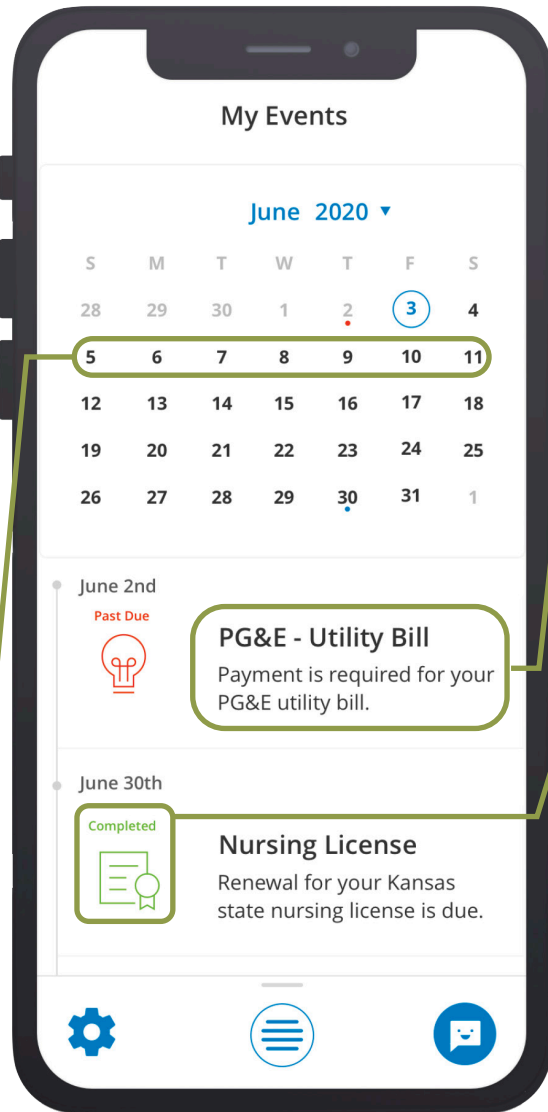 My Events
June 2020
S M T W T F S
28 29 30 1 2 3 4
5 6 7 8 9 10 11
12 13 14 15 16 17 18
19 20 21 22 23 24 25
26 27 28 29 30 31 1
June 2nd
Past Due
PG&E - Utility Bill
Payment is required for your
PG&E utility bill.
June 30th
Completed
Nursing License
Renewal for your Kansas
state nursing license is due.